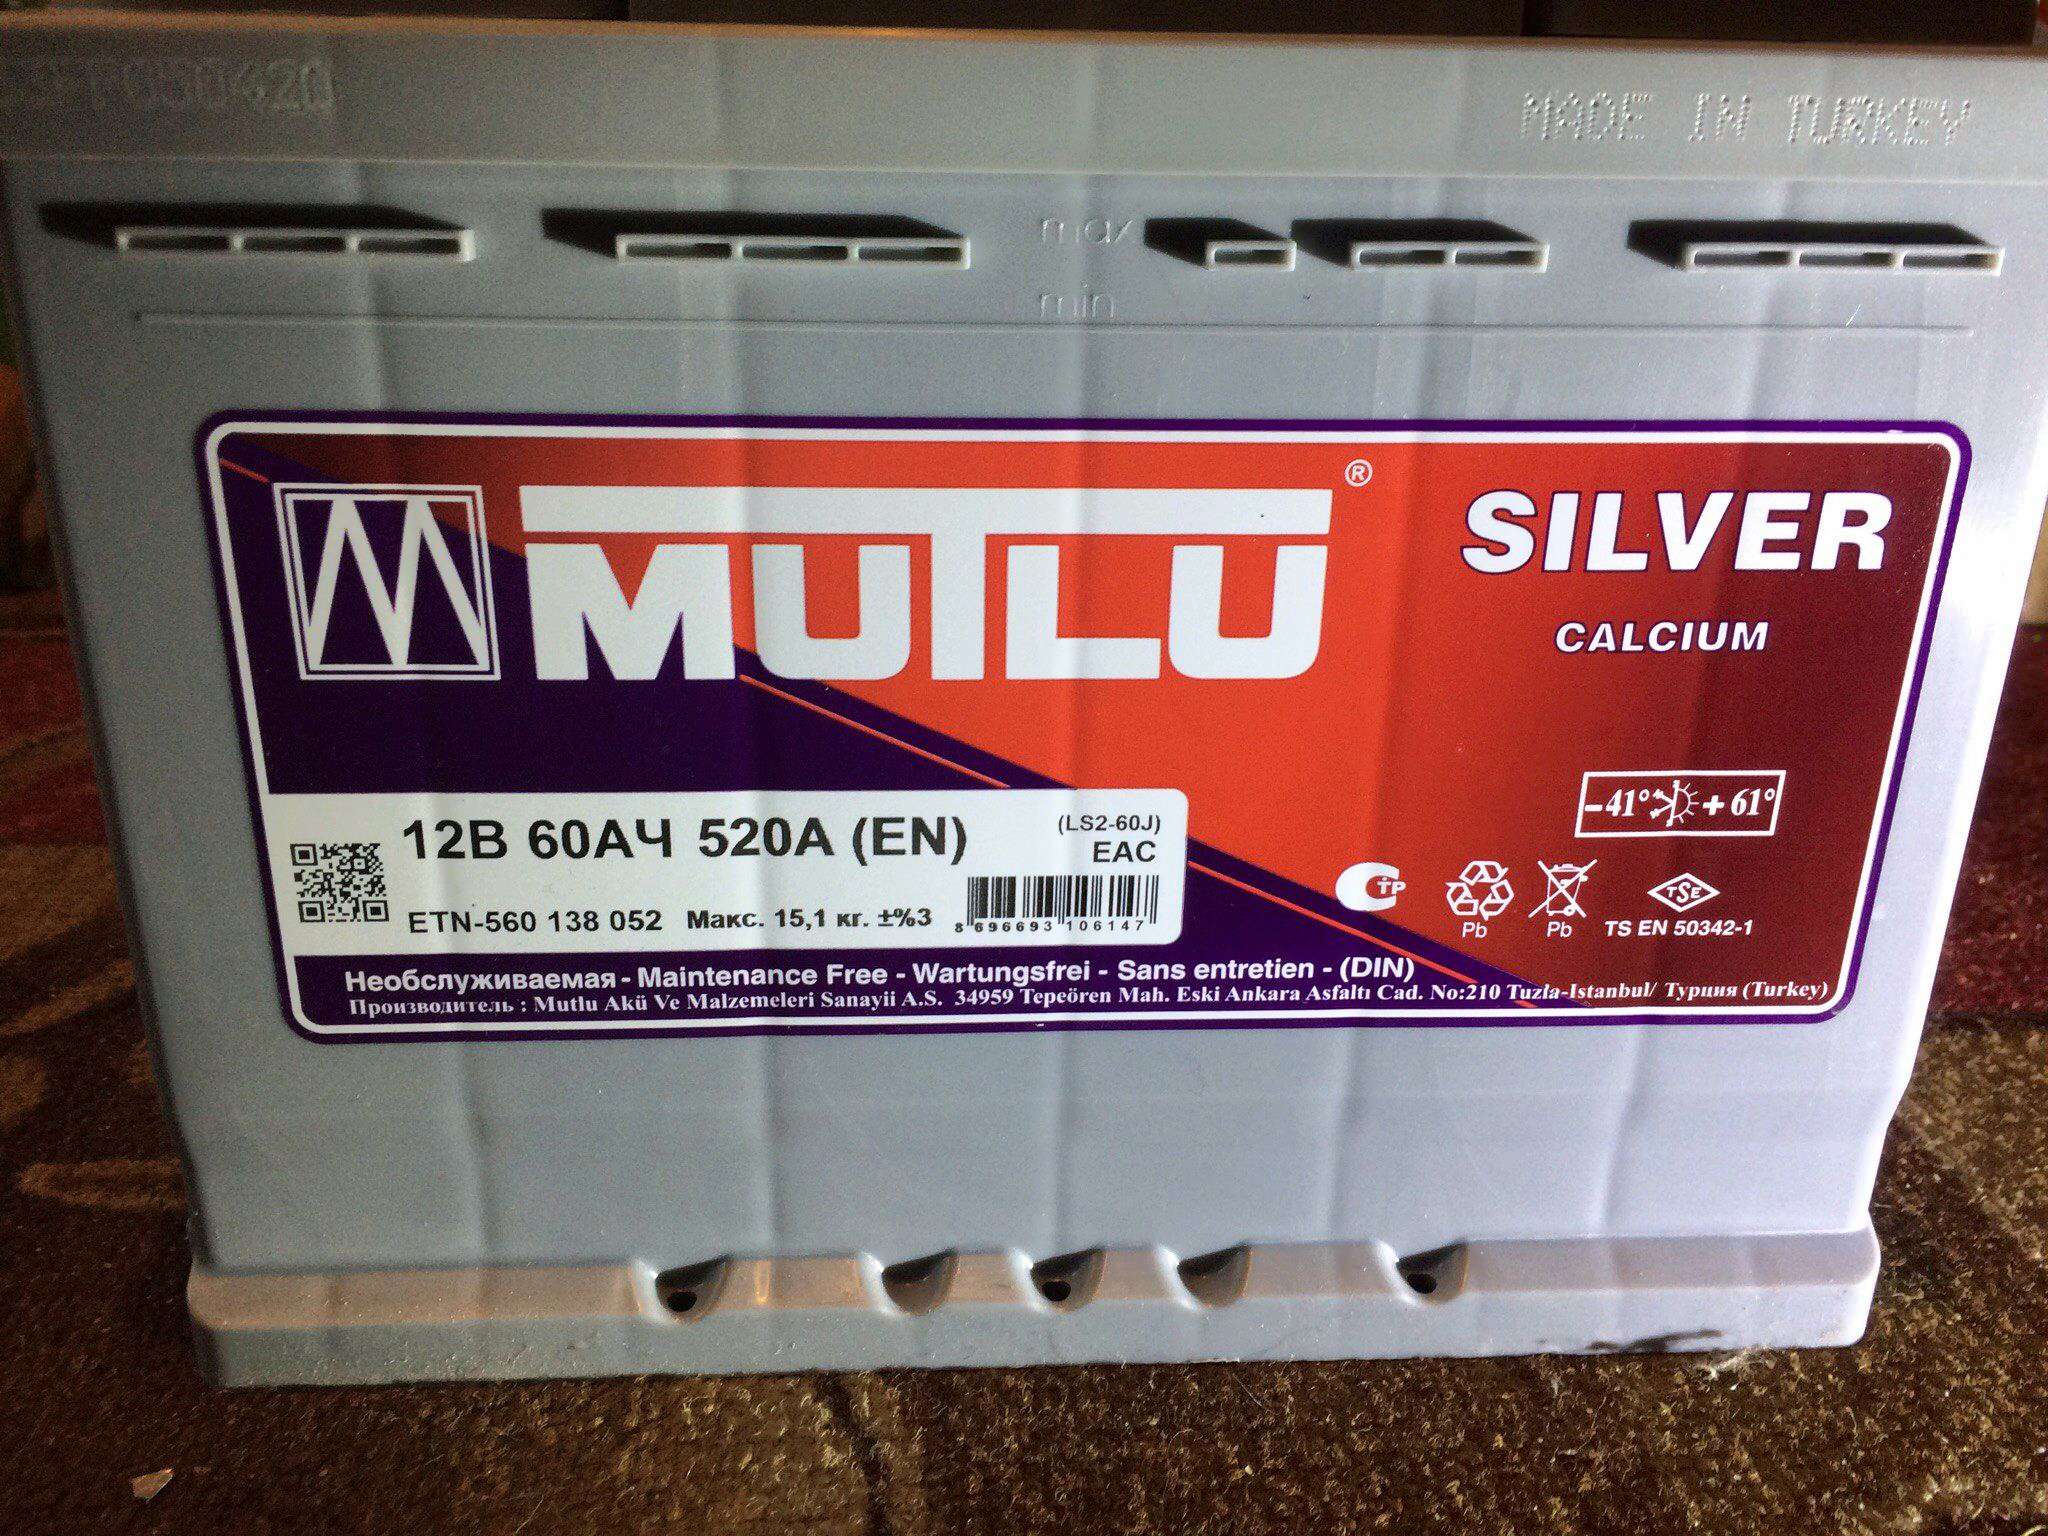 MADE IN TURKEY
max
min
MUTLU ®
SILVER
CALCIUM
-41° +61°
12В 60АЧ 520А (EN)
(LS2-60J)
EAC
ETN-560 138 052 Макс. 15,1 кг. ±%3
8 696693 106147
СТР
Pb
Pb
TSE
TS EN 50342-1
Необслуживаемая - Maintenance Free - Wartungsfrei - Sans entretien - (DIN)
Производитель : Mutlu Akü Ve Malzemeleri Sanayii A.S. 34959 Tepeören Mah. Eski Ankara Asfaltı Cad. No:210 Tuzla-Istanbul/ Турция (Turkey)